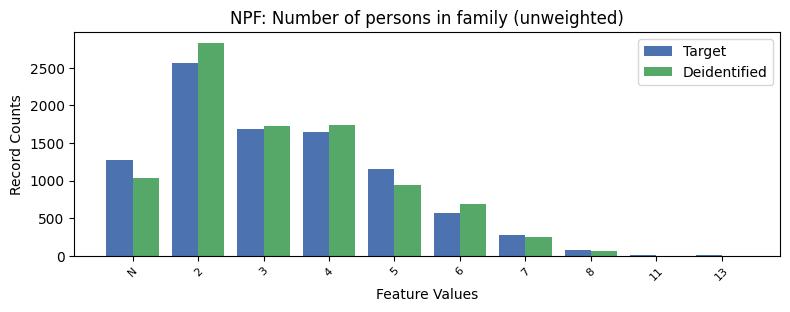 NPF: Number of persons in family (unweighted)
Target
Deidentified
Record Counts
2500
2000
1500
1000
500
0
N 2 3 4 5 6 7 8 11 13
Feature Values